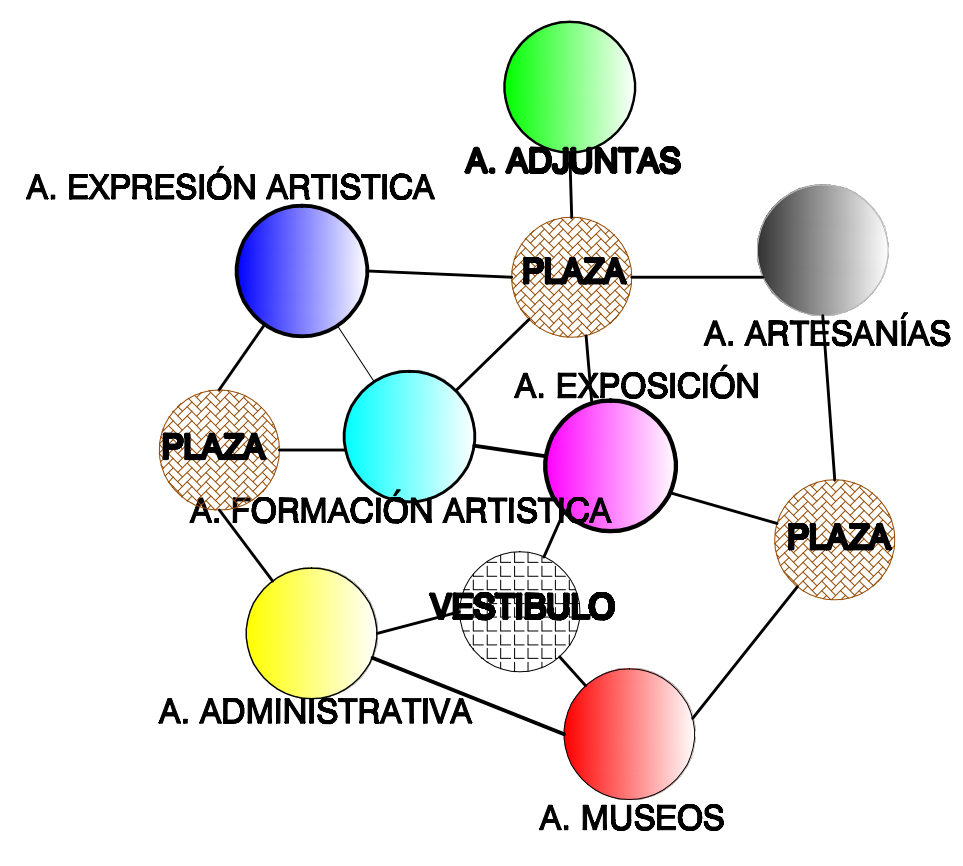 A. ADJUNTAS
A. EXPRESIÓN ARTISTICA
PLAZA
A. ARTESANÍAS
A. EXPOSICIÓN
PLAZA
A. FORMACIÓN ARTISTICA
PLAZA
VESTIBULO
A. ADMINISTRATIVA
A. MUSEOS